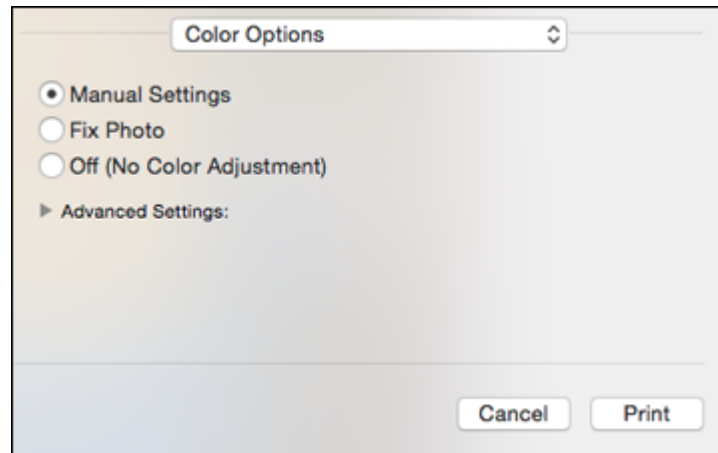 Color Options
Manual Settings
Fix Photo
Off (No Color Adjustment)
Advanced Settings:
Cancel Print